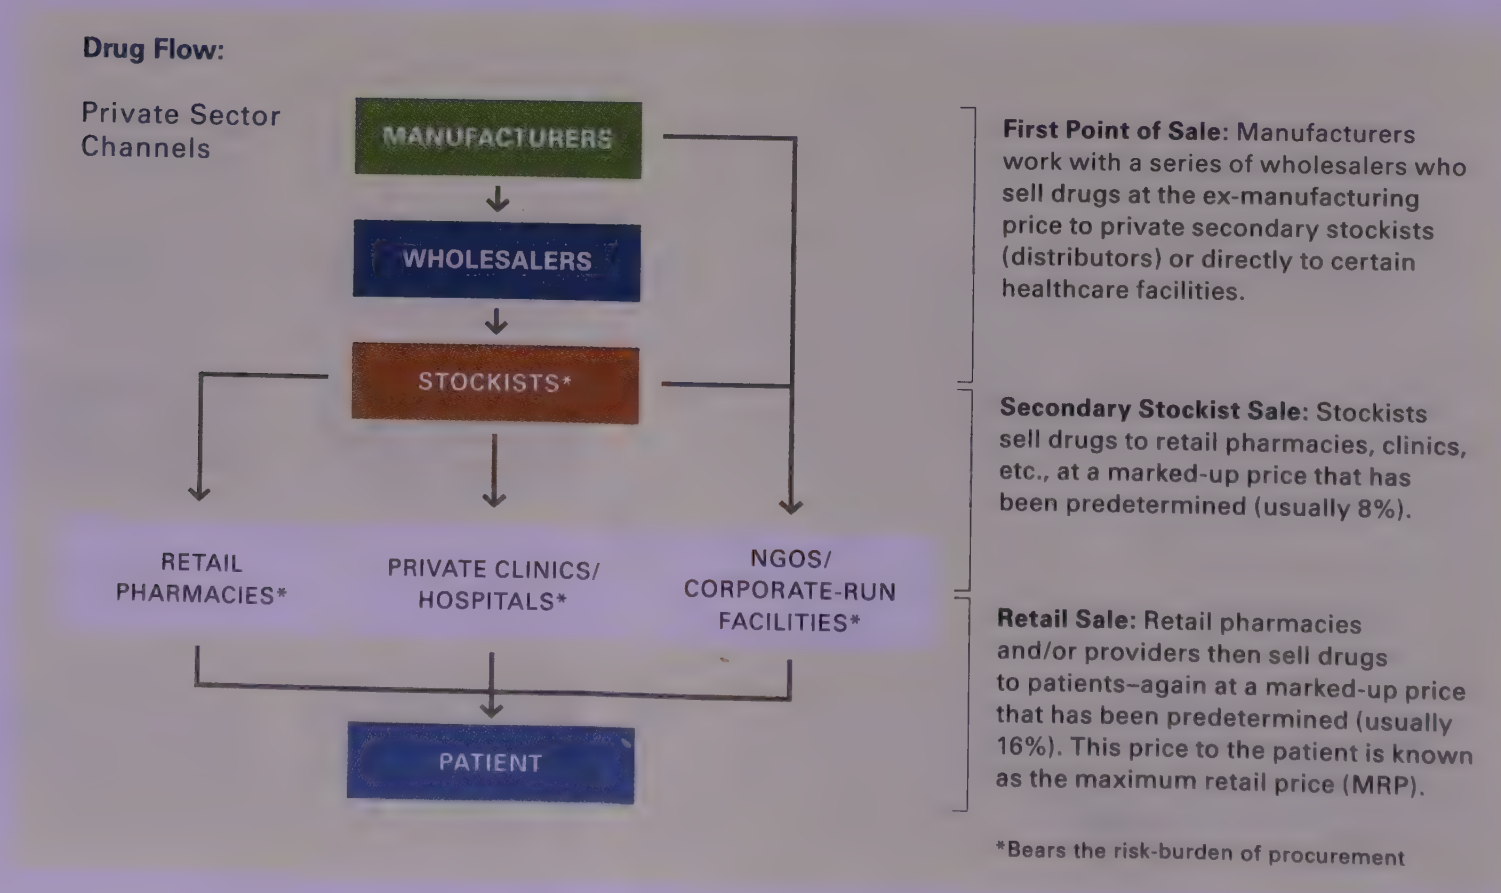 Drug Flow:
Private Sector
Channels
MANUFACTURERS
WHOLESALERS
STOCKISTS*
RETAIL
PHARMACIES*
PRIVATE CLINICS/
HOSPITALS*
NGOS/
CORPORATE-RUN
FACILITIES*
PATIENT
First Point of Sale: Manufacturers
work with a series of wholesalers who
sell drugs at the ex-manufacturing
price to private secondary stockists
(distributors) or directly to certain
healthcare facilities.
Secondary Stockist Sale: Stockists
sell drugs to retail pharmacies, clinics,
etc., at a marked-up price that has
been predetermined (usually 8%).
Retail Sale: Retail pharmacies
and/or providers then sell drugs
to patients–again at a marked-up price
that has been predetermined (usually
16%). This price to the patient is known
as the maximum retail price (MRP).
*Bears the risk-burden of procurement